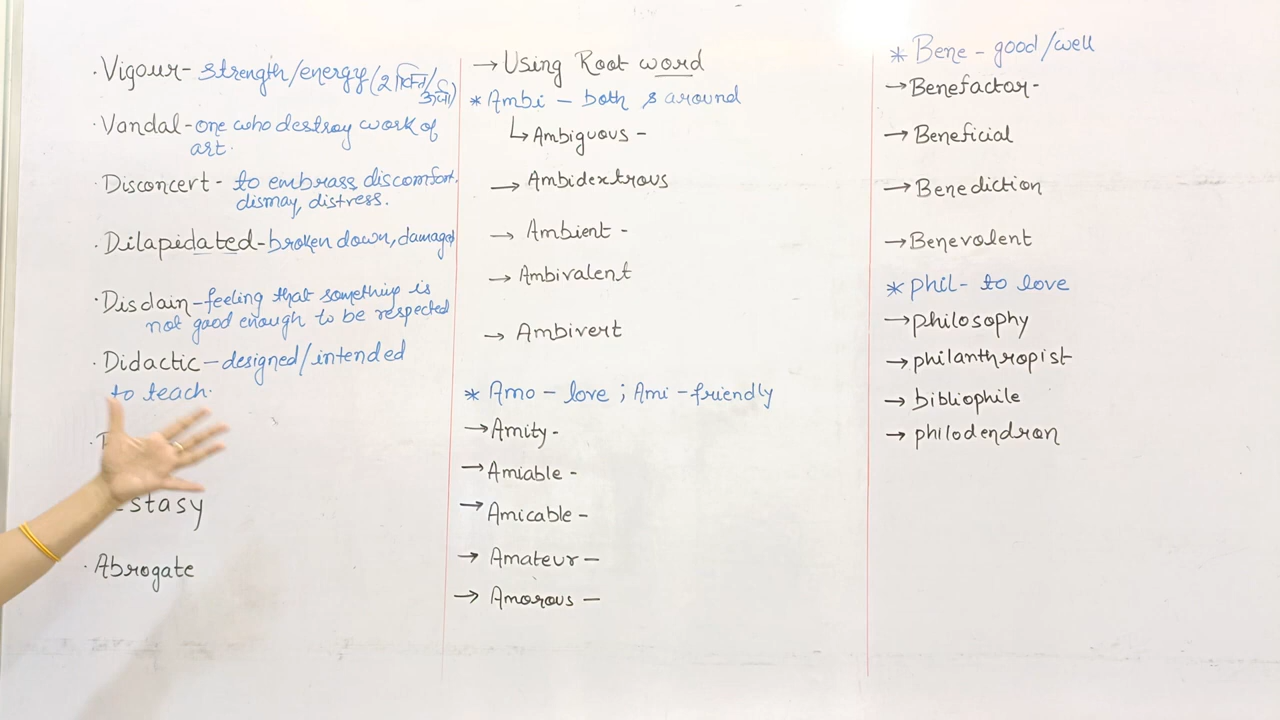 · Vigour- strength/energy (शक्ति/
ऊर्जा)
Vandal - one who destroy work of
art.
· Disconcert - to embrass, discomfort.
dismay, distress.
· Dilapidated - broken down, damaged
· Disdain - feeling that something is
not good enough to be respected
· Didactic - designed/intended
to teach.
stasy
· Abrogate
→ Using Root word
* Ambi - both & around
↳ Ambiguous -
→ Ambidextrous
→ Ambient -
→ Ambivalent
→ Ambivert
* Amo - love ; Ami - friendly
→ Amity -
→ Amiable -
→ Amicable -
→ Amateur -
→ Amorous -
* Bene - good/well
→ Benefactor -
→ Beneficial
→ Benediction
→ Benevolent
* phil - to love
→ philosophy
→ philanthropist
→ bibliophile
→ philodendron